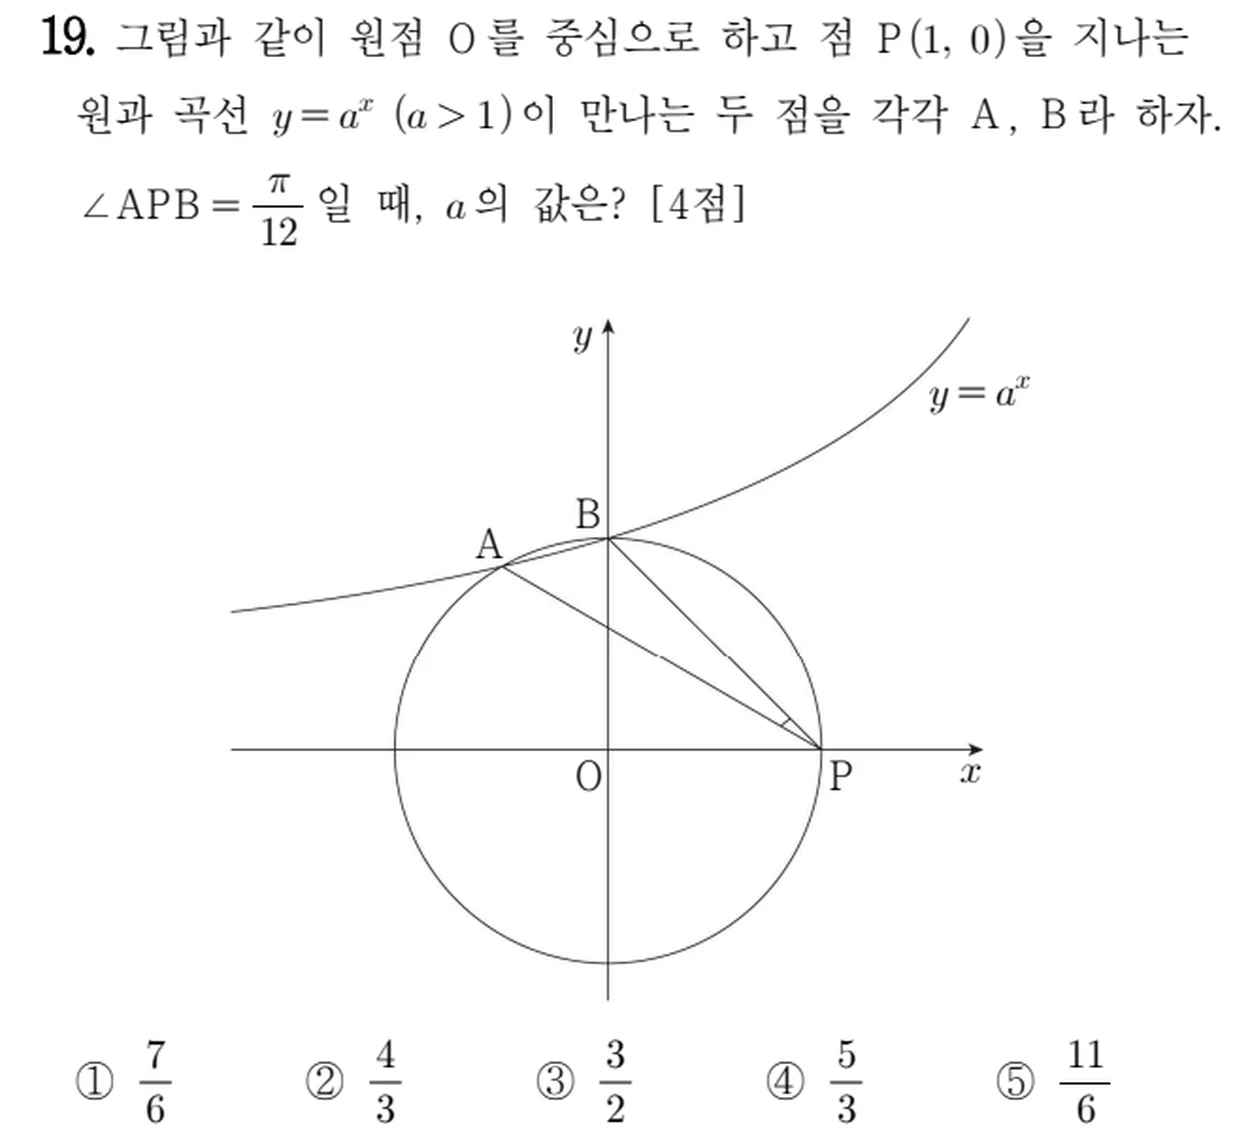 19. 그림과 같이 원점 O를 중심으로 하고 점 P(1, 0)을 지나는
원과 곡선 y=a^x (a>1)이 만나는 두 점을 각각 A, B라 하자.
∠APB=π/12일 때, a의 값은? [4점]
y
y=a^x
B
A
O
P
x
① 7/6 ② 4/3 ③ 3/2 ④ 5/3 ⑤ 11/6